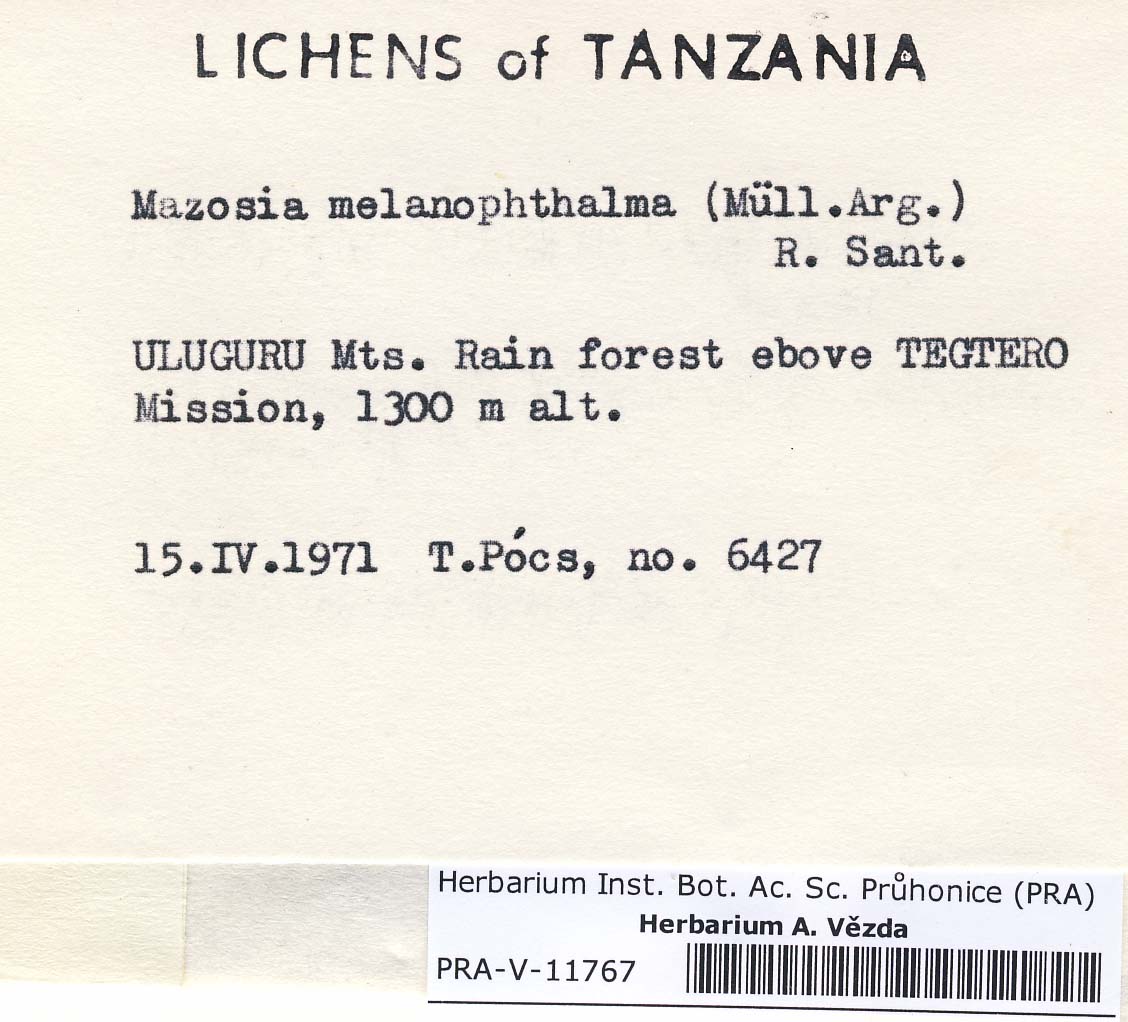 LICHENS of TANZANIA
Mazosia melanophthalma (Müll.Arg.)
R. Sant.
ULUGURU Mts. Rain forest ebove TEGTERO
Mission, 1300 m alt.
15.IV.1971 T.Pócs, no. 6427
Herbarium Inst. Bot. Ac. Sc. Průhonice (PRA)
Herbarium A. Vězda
PRA-V-11767